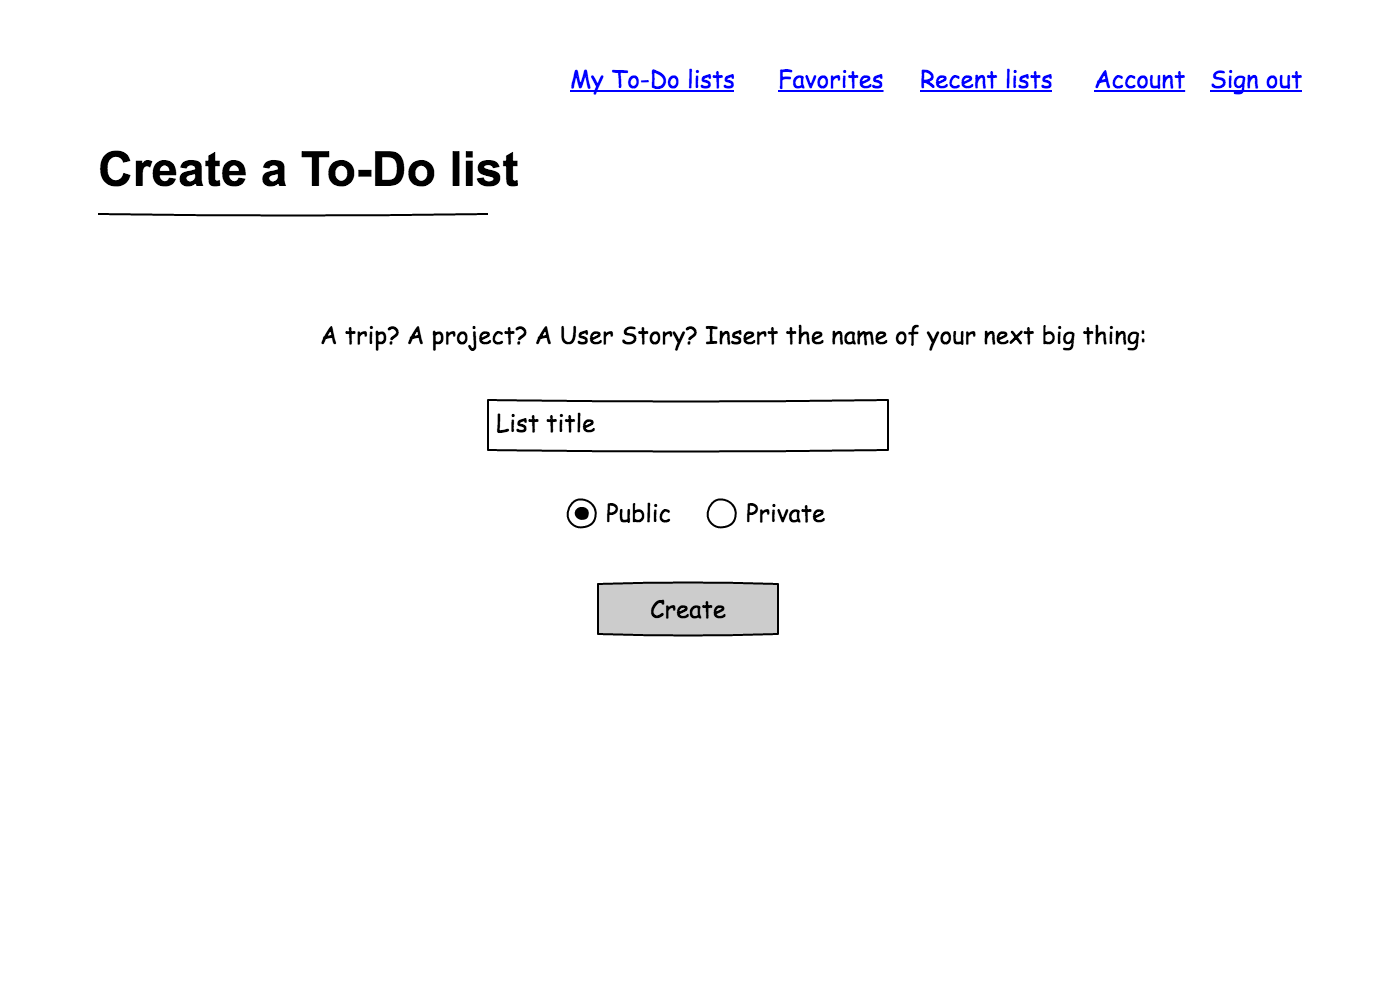 My To-Do lists Favorites Recent lists Account Sign out
Create a To-Do list
A trip? A project? A User Story? Insert the name of your next big thing:
List title
Public Private
Create